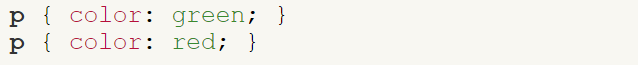 p { color: green; }
p { color: red; }